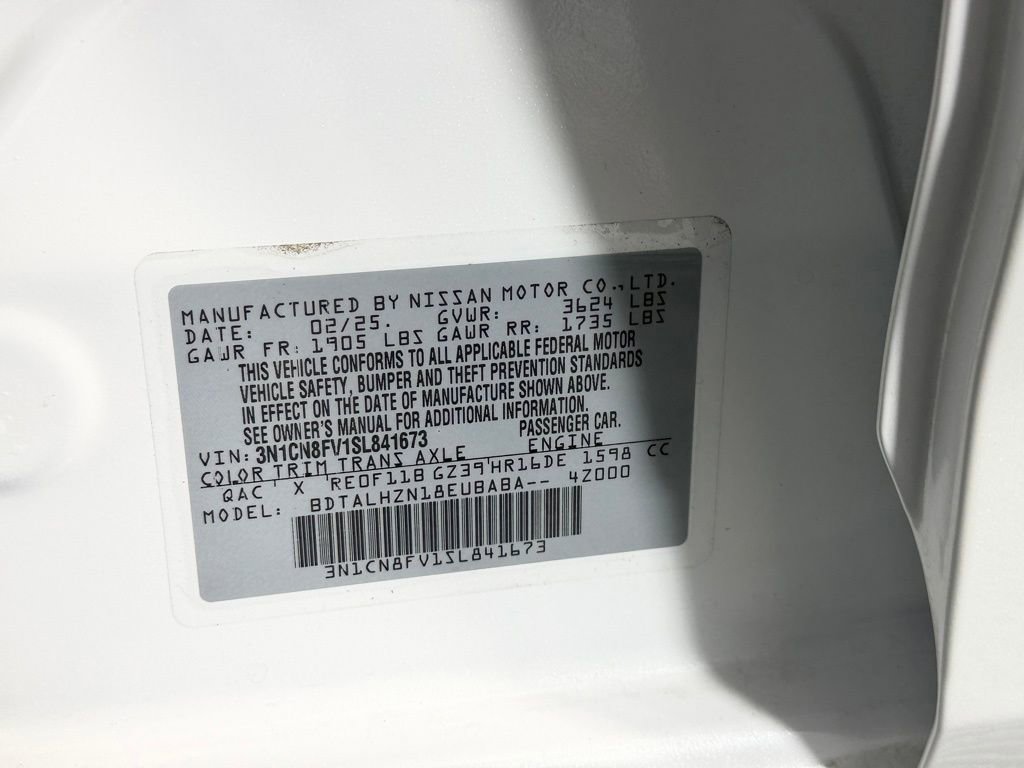 MANUFACTURED BY NISSAN MOTOR CO., LTD.
DATE: 02/25. GVWR: 3624 LBS
GAWR FR: 1905 LBS GAWR RR: 1735 LBS
THIS VEHICLE CONFORMS TO ALL APPLICABLE FEDERAL MOTOR
VEHICLE SAFETY, BUMPER AND THEFT PREVENTION STANDARDS
IN EFFECT ON THE DATE OF MANUFACTURE SHOWN ABOVE.
SEE OWNER'S MANUAL FOR ADDITIONAL INFORMATION.
VIN: 3N1CN8FV1SL841673 PASSENGER CAR.
COLOR TRIM TRANS AXLE ENGINE
QAC X RE0F11B GZ39 HR16DE 1598 CC
MODEL: BDTALHZN18EUBABA-- 4Z000
3N1CN8FV1SL841673